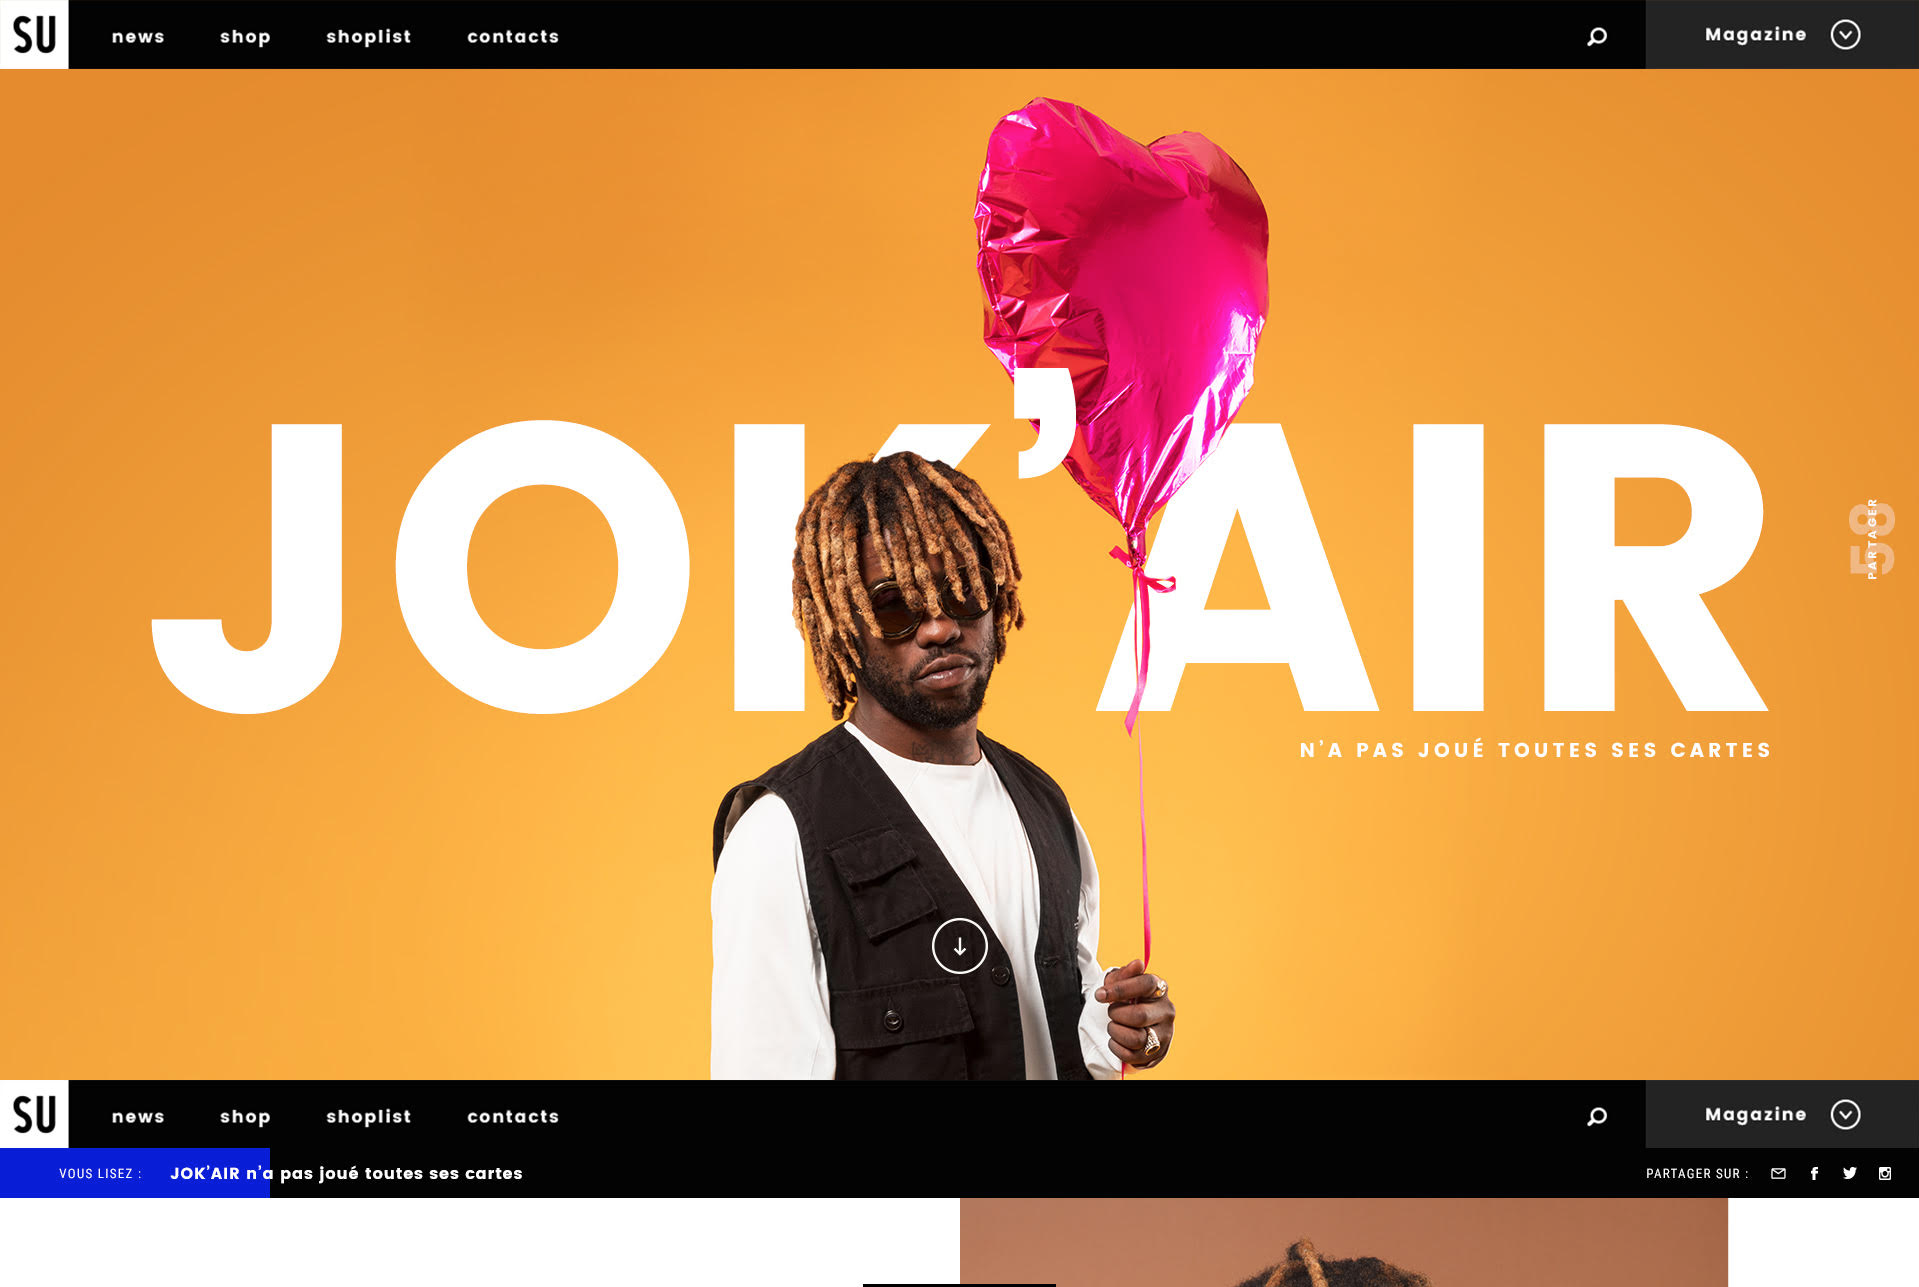 SU
news shop shoplist contacts
Magazine
JOK’AIR
N’A PAS JOUÉ TOUTES SES CARTES
58
PARTAGER
SU
news shop shoplist contacts
Magazine
VOUS LISEZ : JOK’AIR n’a pas joué toutes ses cartes
PARTAGER SUR :